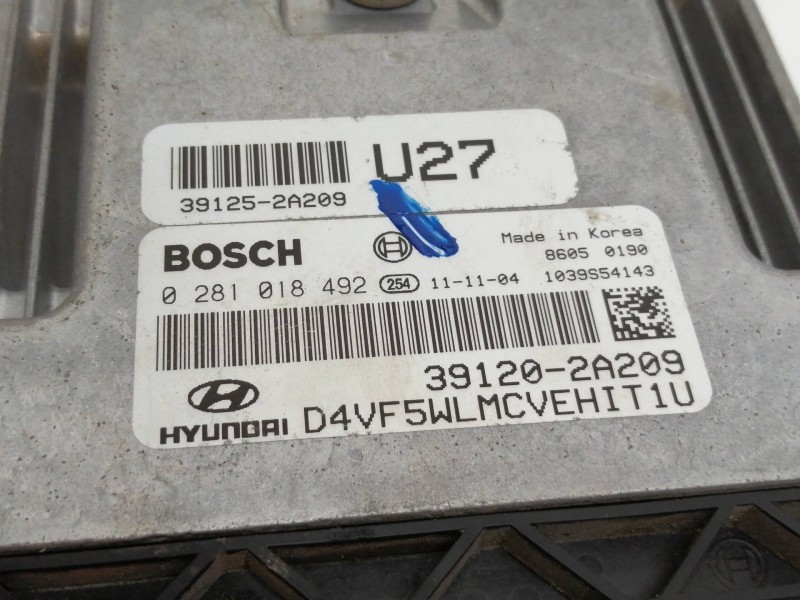 U27
39125-2A209
BOSCH
Made in Korea
8605 0190
0 281 018 492 254 11-11-04 1039S54143
39120-2A209
HYUNDAI D4VF5WLMCVEHIT1U